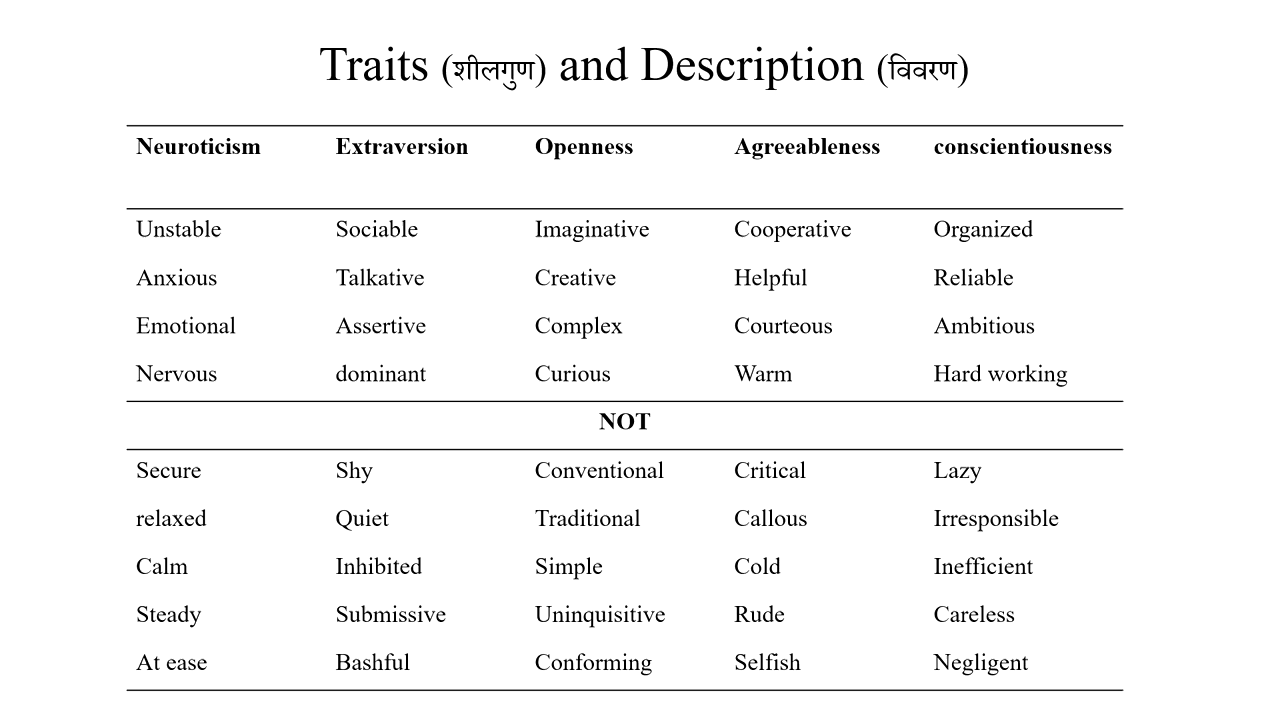 Traits (शीलगुण) and Description (विवरण)
Neuroticism Extraversion Openness Agreeableness conscientiousness
Unstable Sociable Imaginative Cooperative Organized
Anxious Talkative Creative Helpful Reliable
Emotional Assertive Complex Courteous Ambitious
Nervous dominant Curious Warm Hard working
NOT
Secure Shy Conventional Critical Lazy
relaxed Quiet Traditional Callous Irresponsible
Calm Inhibited Simple Cold Inefficient
Steady Submissive Uninquisitive Rude Careless
At ease Bashful Conforming Selfish Negligent